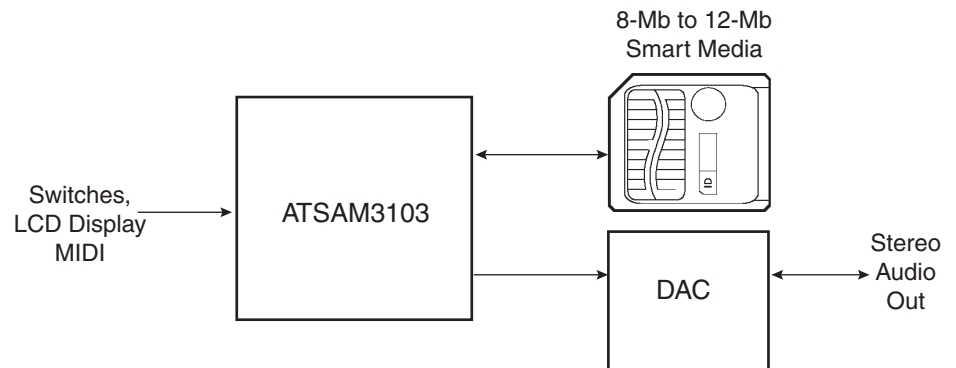 8-Mb to 12-Mb
Smart Media
ID
Switches,
LCD Display
MIDI
ATSAM3103
DAC
Stereo
Audio
Out